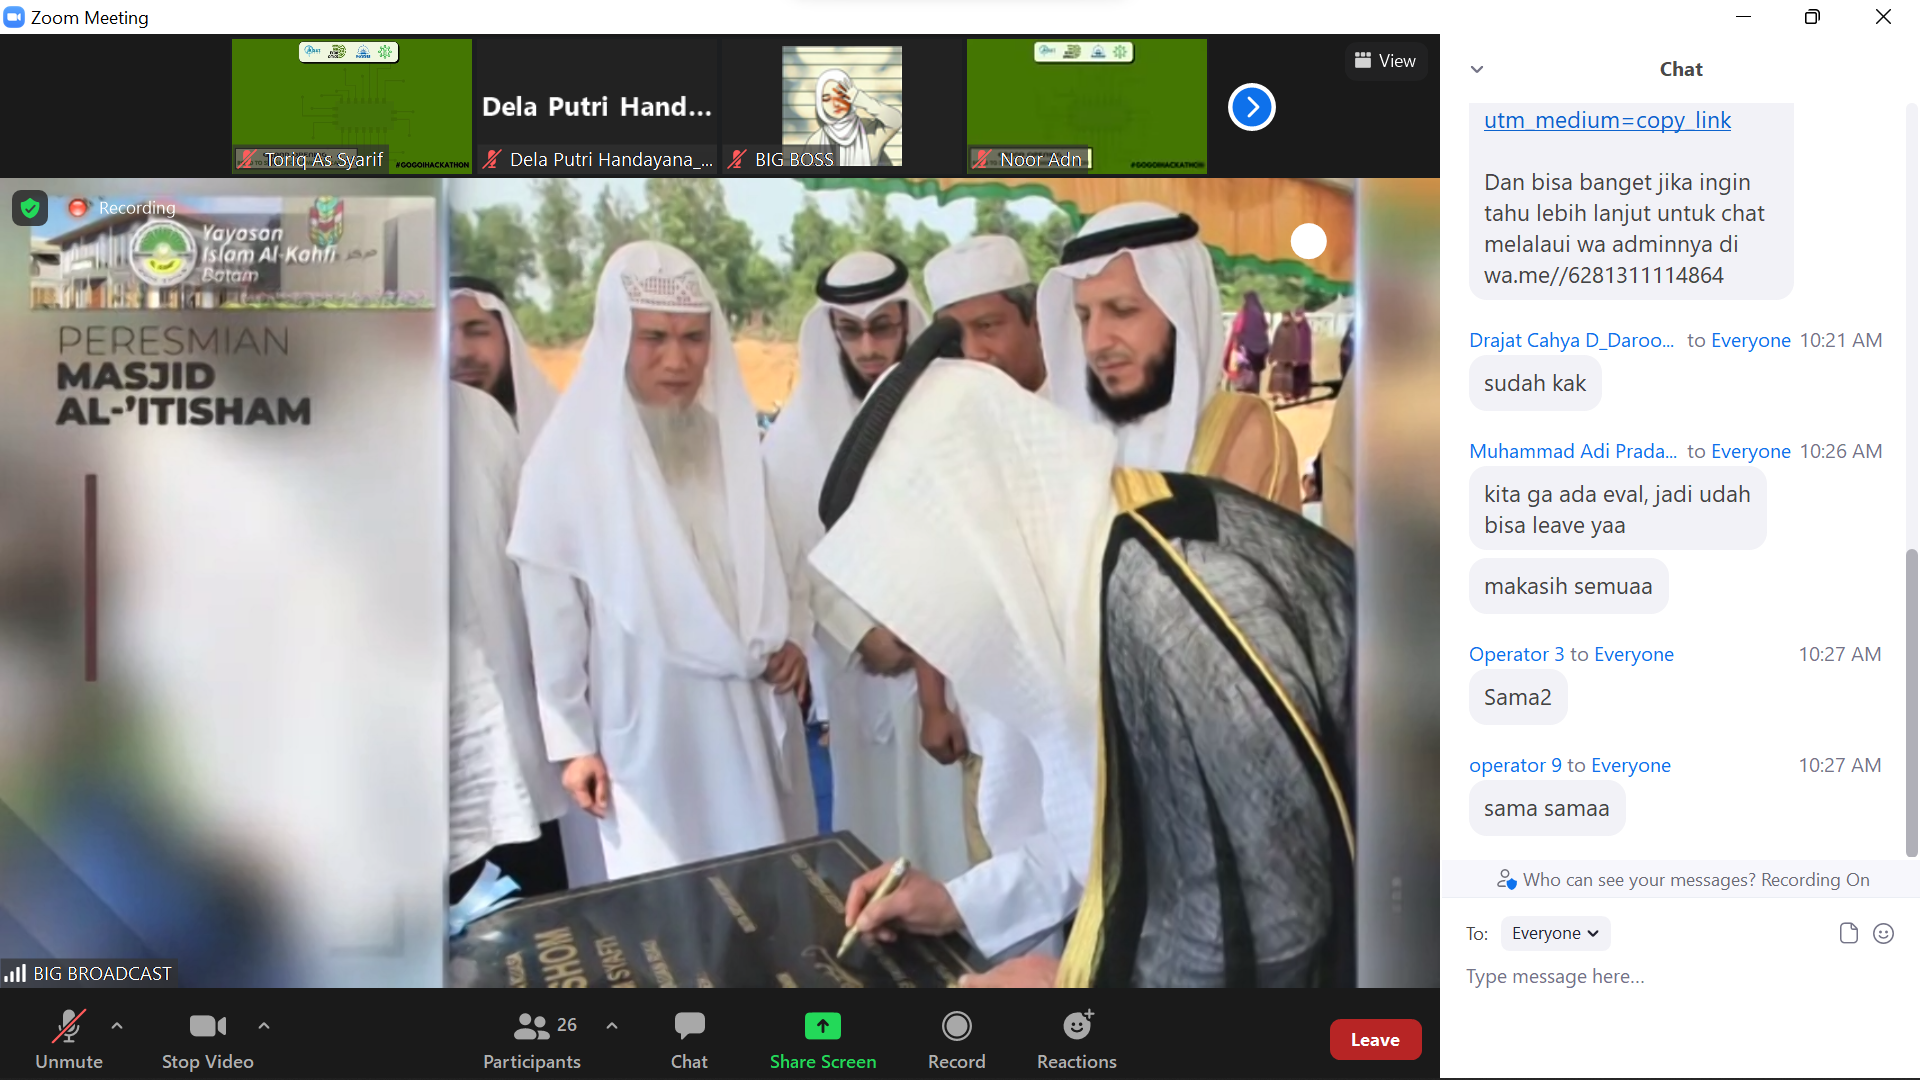 Zoom Meeting
Toriq As Syarif
#GOGOIHACKATHON
Dela Putri Hand...
Dela Putri Handayana_...
BIG BOSS
Noor Adn
#GOGOIHACKATHON
View
Recording
Yayasan
Islam Al-Kahfi
Batam
PERESMIAN
MASJID
AL-'ITISHAM
BIG BROADCAST
Unmute
Stop Video
26
Participants
Chat
Share Screen
Record
Reactions
Leave
Chat
utm_medium=copy_link
Dan bisa banget jika ingin
tahu lebih lanjut untuk chat
melalaui wa adminnya di
wa.me//6281311114864
Drajat Cahya D_Daroo... to Everyone 10:21 AM
sudah kak
Muhammad Adi Prada... to Everyone 10:26 AM
kita ga ada eval, jadi udah
bisa leave yaa
makasih semuaa
Operator 3 to Everyone 10:27 AM
Sama2
operator 9 to Everyone 10:27 AM
sama samaa
Who can see your messages? Recording On
To: Everyone
Type message here...